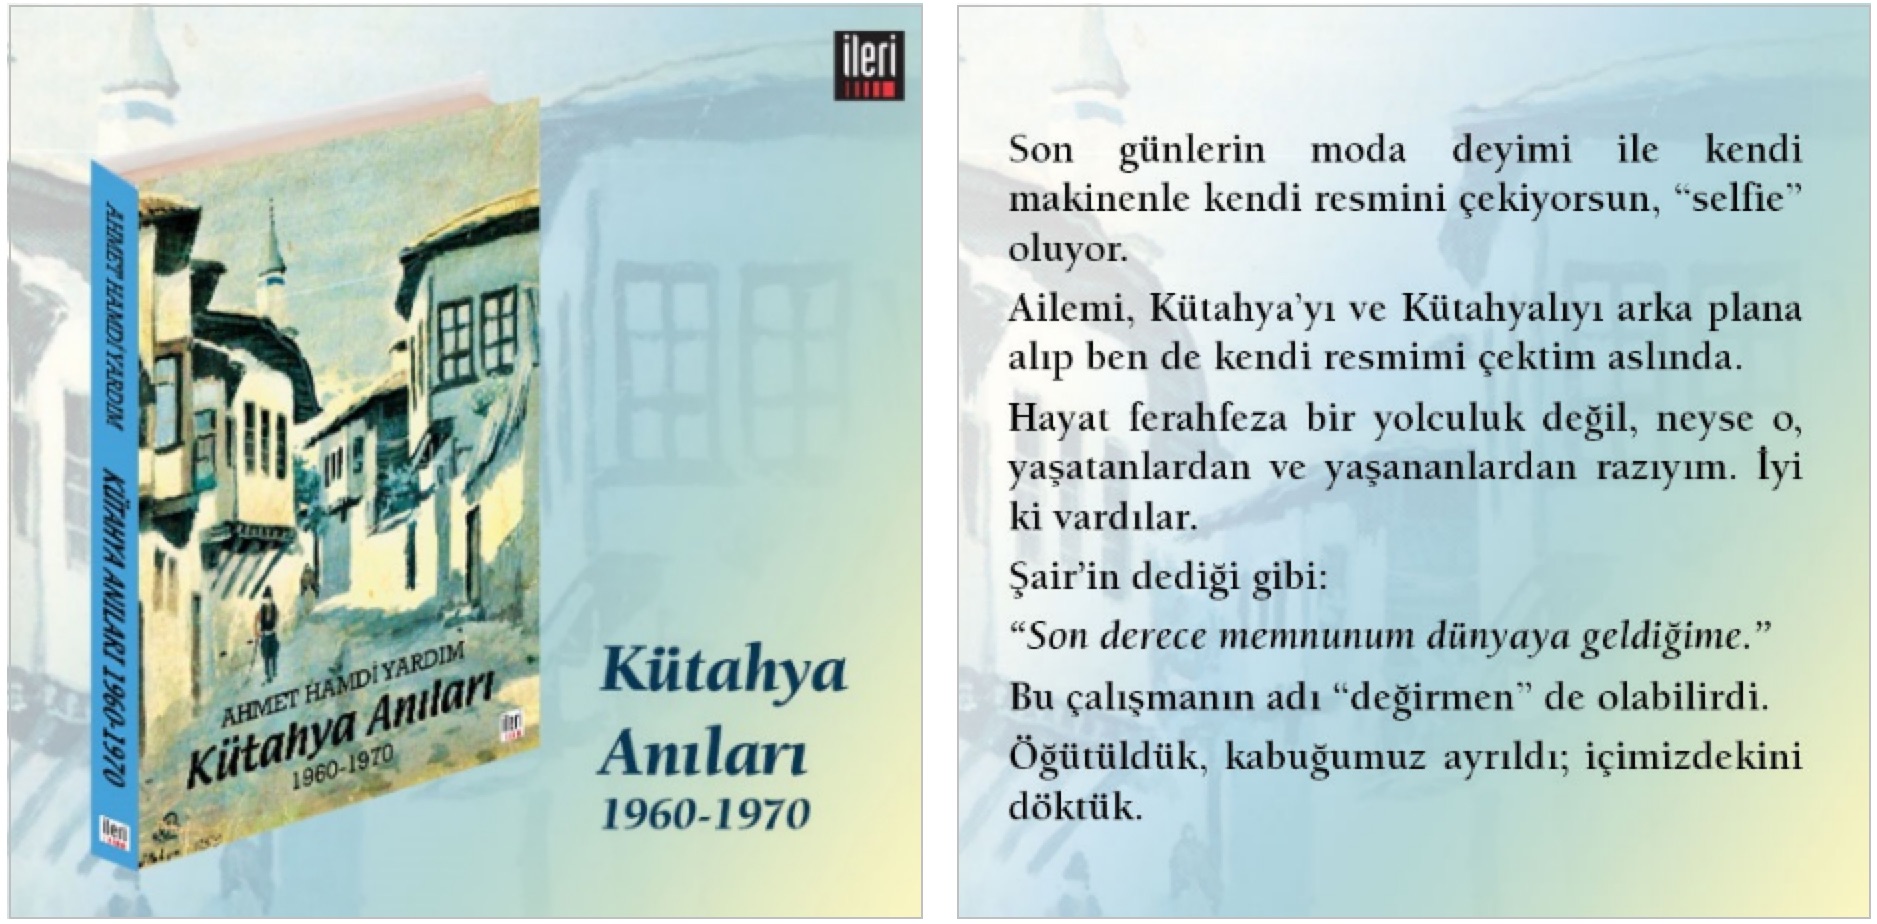 ileri
AHMET HAMDİ YARDIM KÜTAHYA ANILARI 1960-1970
ileri
AHMET HAMDİ YARDIM
Kütahya Anıları
1960-1970
ileri
Kütahya
Anıları
1960-1970
Son günlerin moda deyimi ile kendi
makinenle kendi resmini çekiyorsun, “selfie”
oluyor.
Ailemi, Kütahya’yı ve Kütahyalıyı arka plana
alıp ben de kendi resmimi çektim aslında.
Hayat ferahfeza bir yolculuk değil, neyse o,
yaşatanlardan ve yaşananlardan razıyım. İyi
ki vardılar.
Şair’in dediği gibi:
“Son derece memnunum dünyaya geldiğime.”
Bu çalışmanın adı “değirmen” de olabilirdi.
Öğütüldük, kabuğumuz ayrıldı; içimizdekini
döktük.